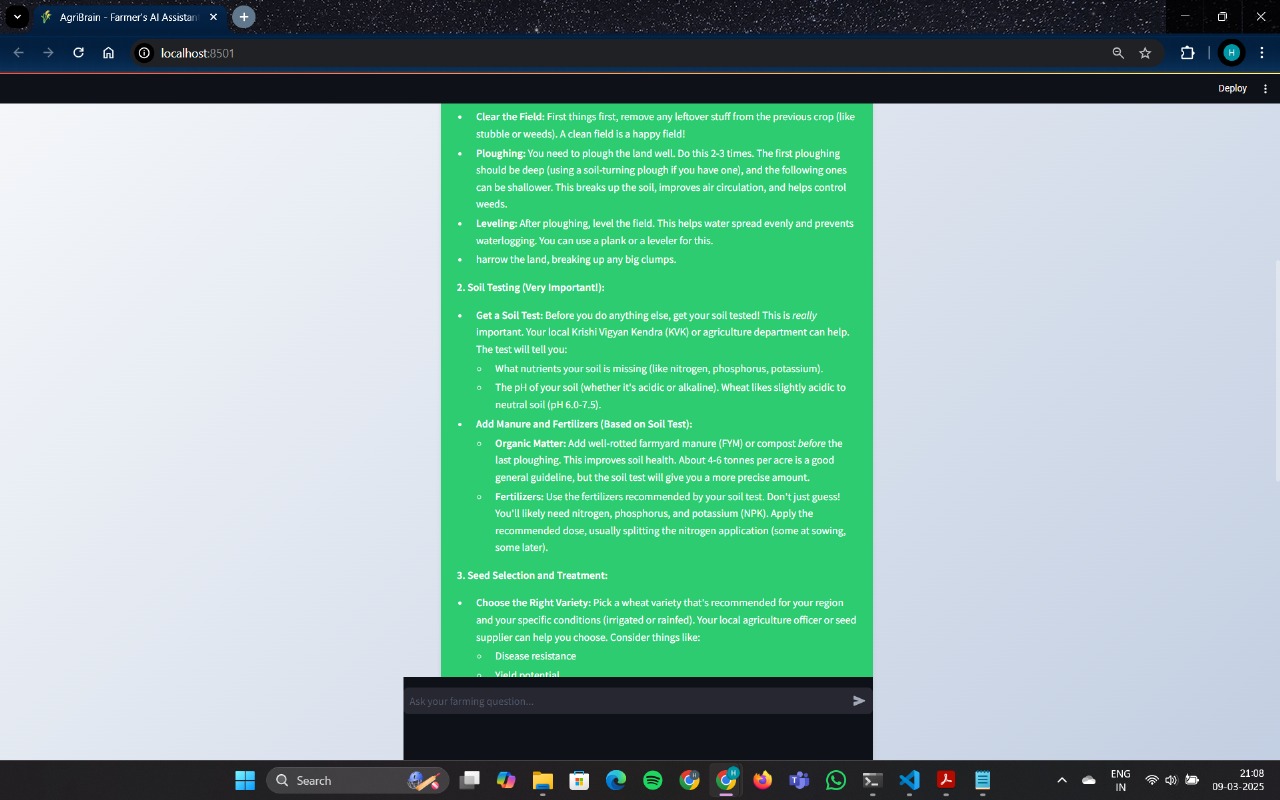 AgriBrain - Farmer's AI Assistan
localhost:8501
H
Deploy
• Clear the Field: First things first, remove any leftover stuff from the previous crop (like
stubble or weeds). A clean field is a happy field!
• Ploughing: You need to plough the land well. Do this 2-3 times. The first ploughing
should be deep (using a soil-turning plough if you have one), and the following ones
can be shallower. This breaks up the soil, improves air circulation, and helps control
weeds.
• Leveling: After ploughing, level the field. This helps water spread evenly and prevents
waterlogging. You can use a plank or a leveler for this.
• harrow the land, breaking up any big clumps.
2. Soil Testing (Very Important!):
• Get a Soil Test: Before you do anything else, get your soil tested! This is really
important. Your local Krishi Vigyan Kendra (KVK) or agriculture department can help.
The test will tell you:
◦ What nutrients your soil is missing (like nitrogen, phosphorus, potassium).
◦ The pH of your soil (whether it's acidic or alkaline). Wheat likes slightly acidic to
neutral soil (pH 6.0-7.5).
• Add Manure and Fertilizers (Based on Soil Test):
◦ Organic Matter: Add well-rotted farmyard manure (FYM) or compost before the
last ploughing. This improves soil health. About 4-6 tonnes per acre is a good
general guideline, but the soil test will give you a more precise amount.
◦ Fertilizers: Use the fertilizers recommended by your soil test. Don't just guess!
You'll likely need nitrogen, phosphorus, and potassium (NPK). Apply the
recommended dose, usually splitting the nitrogen application (some at sowing,
some later).
3. Seed Selection and Treatment:
• Choose the Right Variety: Pick a wheat variety that's recommended for your region
and your specific conditions (irrigated or rainfed). Your local agriculture officer or seed
supplier can help you choose. Consider things like:
◦ Disease resistance
◦ Yield potential
Ask your farming question...
Search
ENG
IN
21:08
09-03-2025